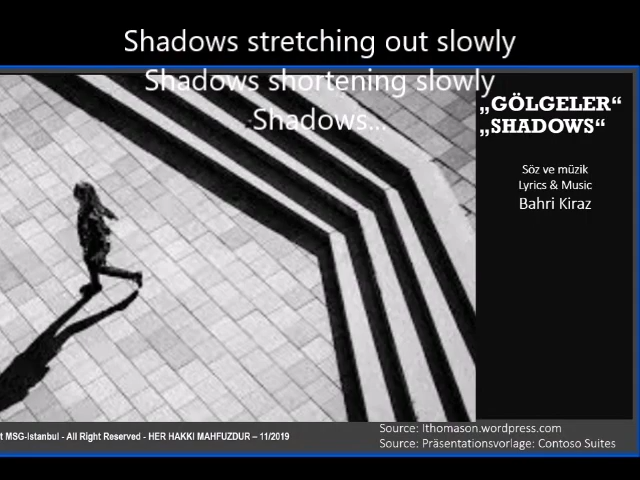 Shadows stretching out slowly
Shadows shortening slowly
Shadows...
„GÖLGELER“
„SHADOWS“
Söz ve müzik
Lyrics & Music
Bahri Kiraz
t MSG-Istanbul - All Right Reserved - HER HAKKI MAHFUZDUR – 11/2019
Source: lthomason.wordpress.com
Source: Präsentationsvorlage: Contoso Suites